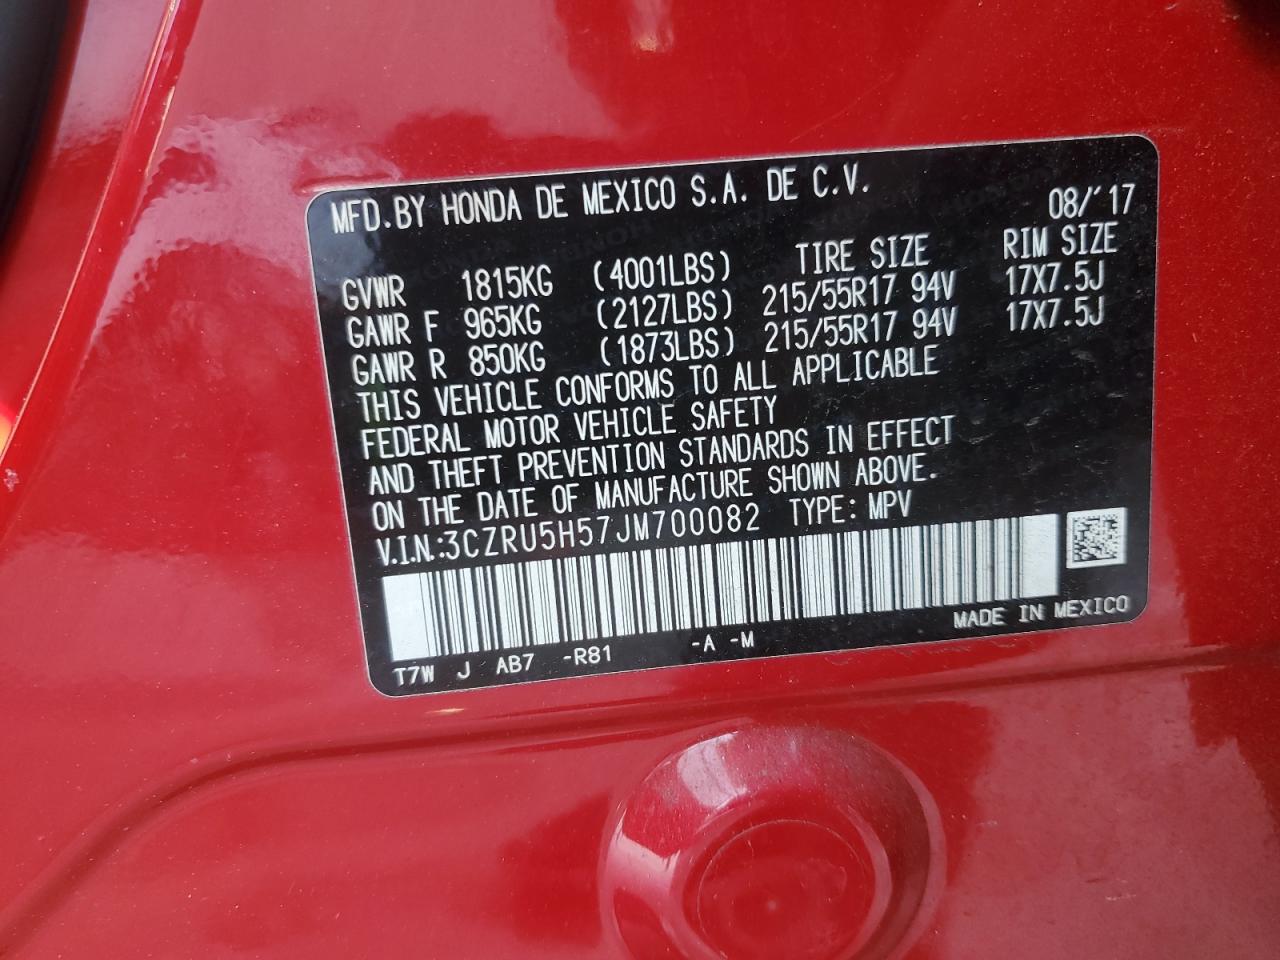 MFD.BY HONDA DE MEXICO S.A. DE C.V.
08/'17
TIRE SIZE RIM SIZE
GVWR 1815KG (4001LBS)
GAWR F 965KG (2127LBS) 215/55R17 94V 17X7.5J
GAWR R 850KG (1873LBS) 215/55R17 94V 17X7.5J
THIS VEHICLE CONFORMS TO ALL APPLICABLE
FEDERAL MOTOR VEHICLE SAFETY
AND THEFT PREVENTION STANDARDS IN EFFECT
ON THE DATE OF MANUFACTURE SHOWN ABOVE.
V.I.N.:3CZRU5H57JM700082 TYPE: MPV
MADE IN MEXICO
T7W J AB7 -R81 -A -M